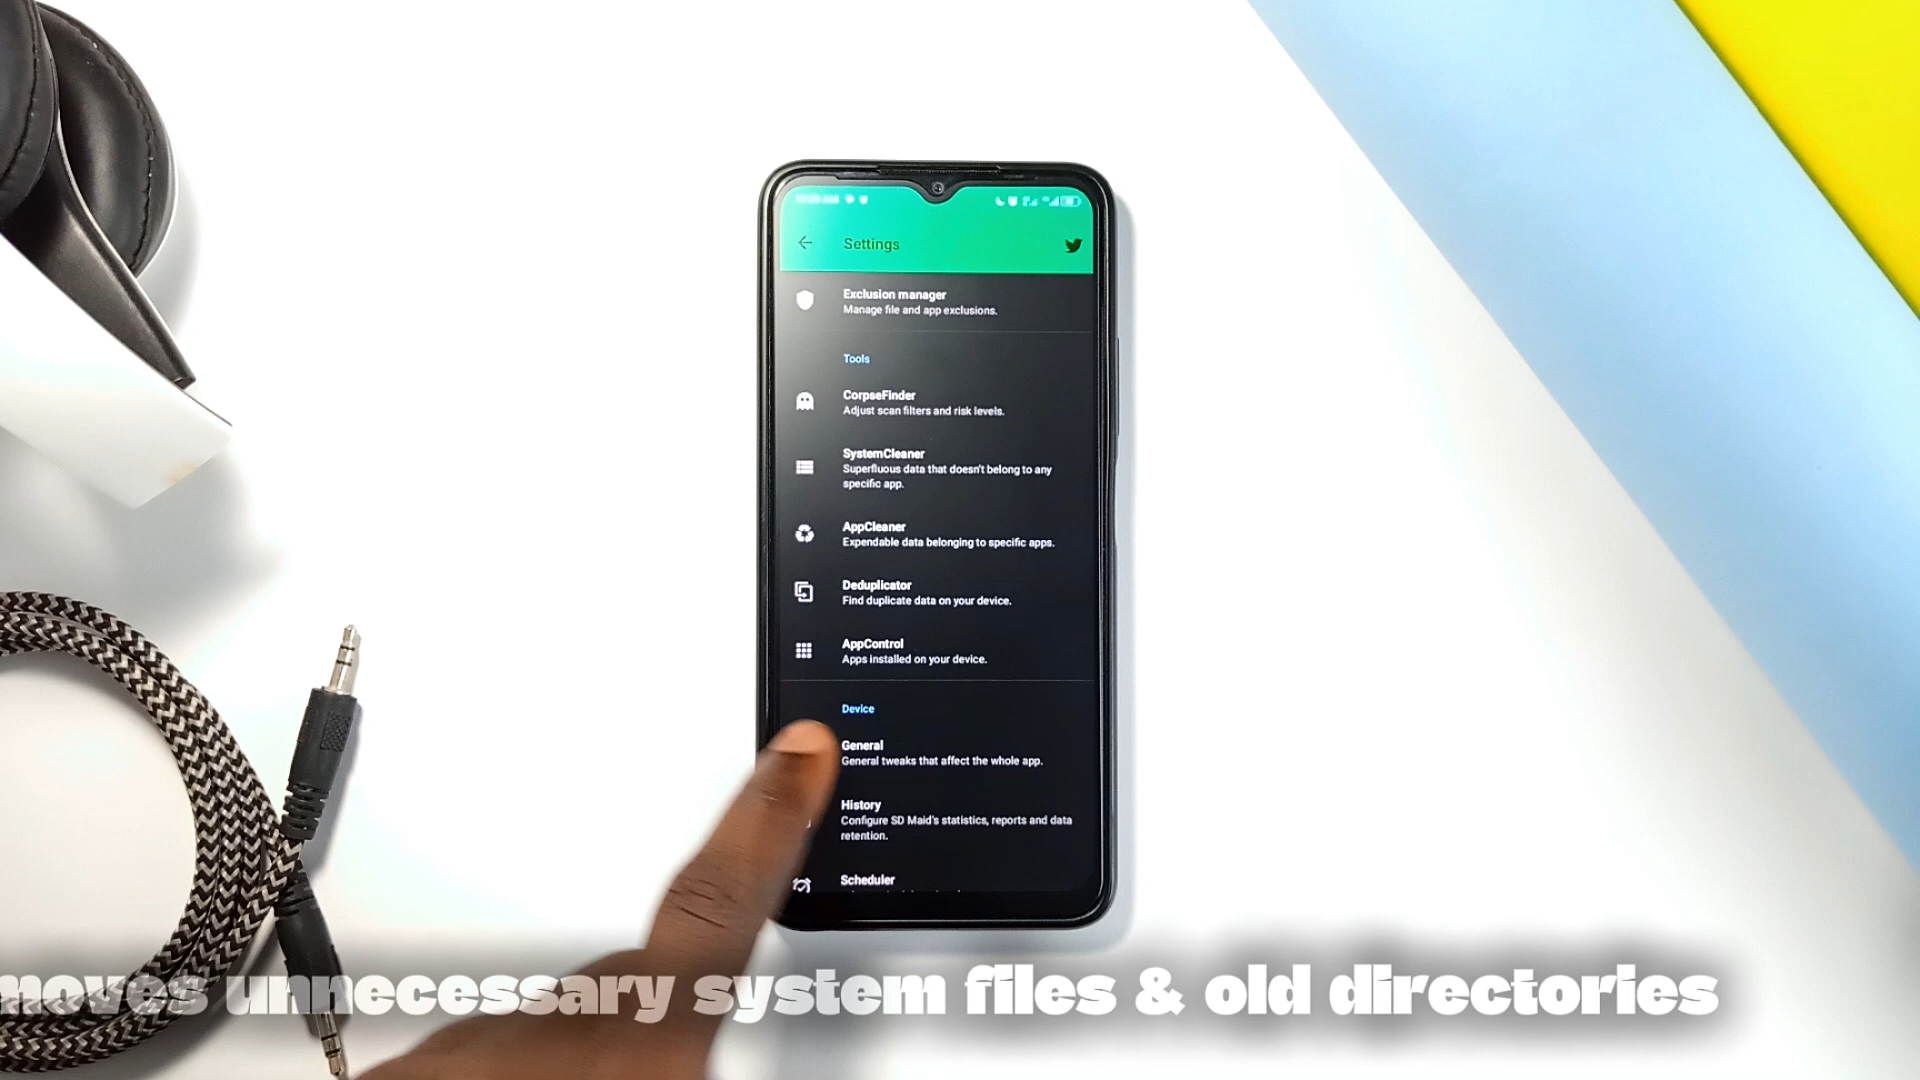 Settings
Exclusion manager
Manage file and app exclusions.
Tools
CorpseFinder
Adjust scan filters and risk levels.
SystemCleaner
Superfluous data that doesn't belong to any
specific app.
AppCleaner
Expendable data belonging to specific apps.
Deduplicator
Find duplicate data on your device.
AppControl
Apps installed on your device.
Device
General
General tweaks that affect the whole app.
History
Configure SD Maid's statistics, reports and data
retention.
Scheduler
moves unnecessary system files & old directories